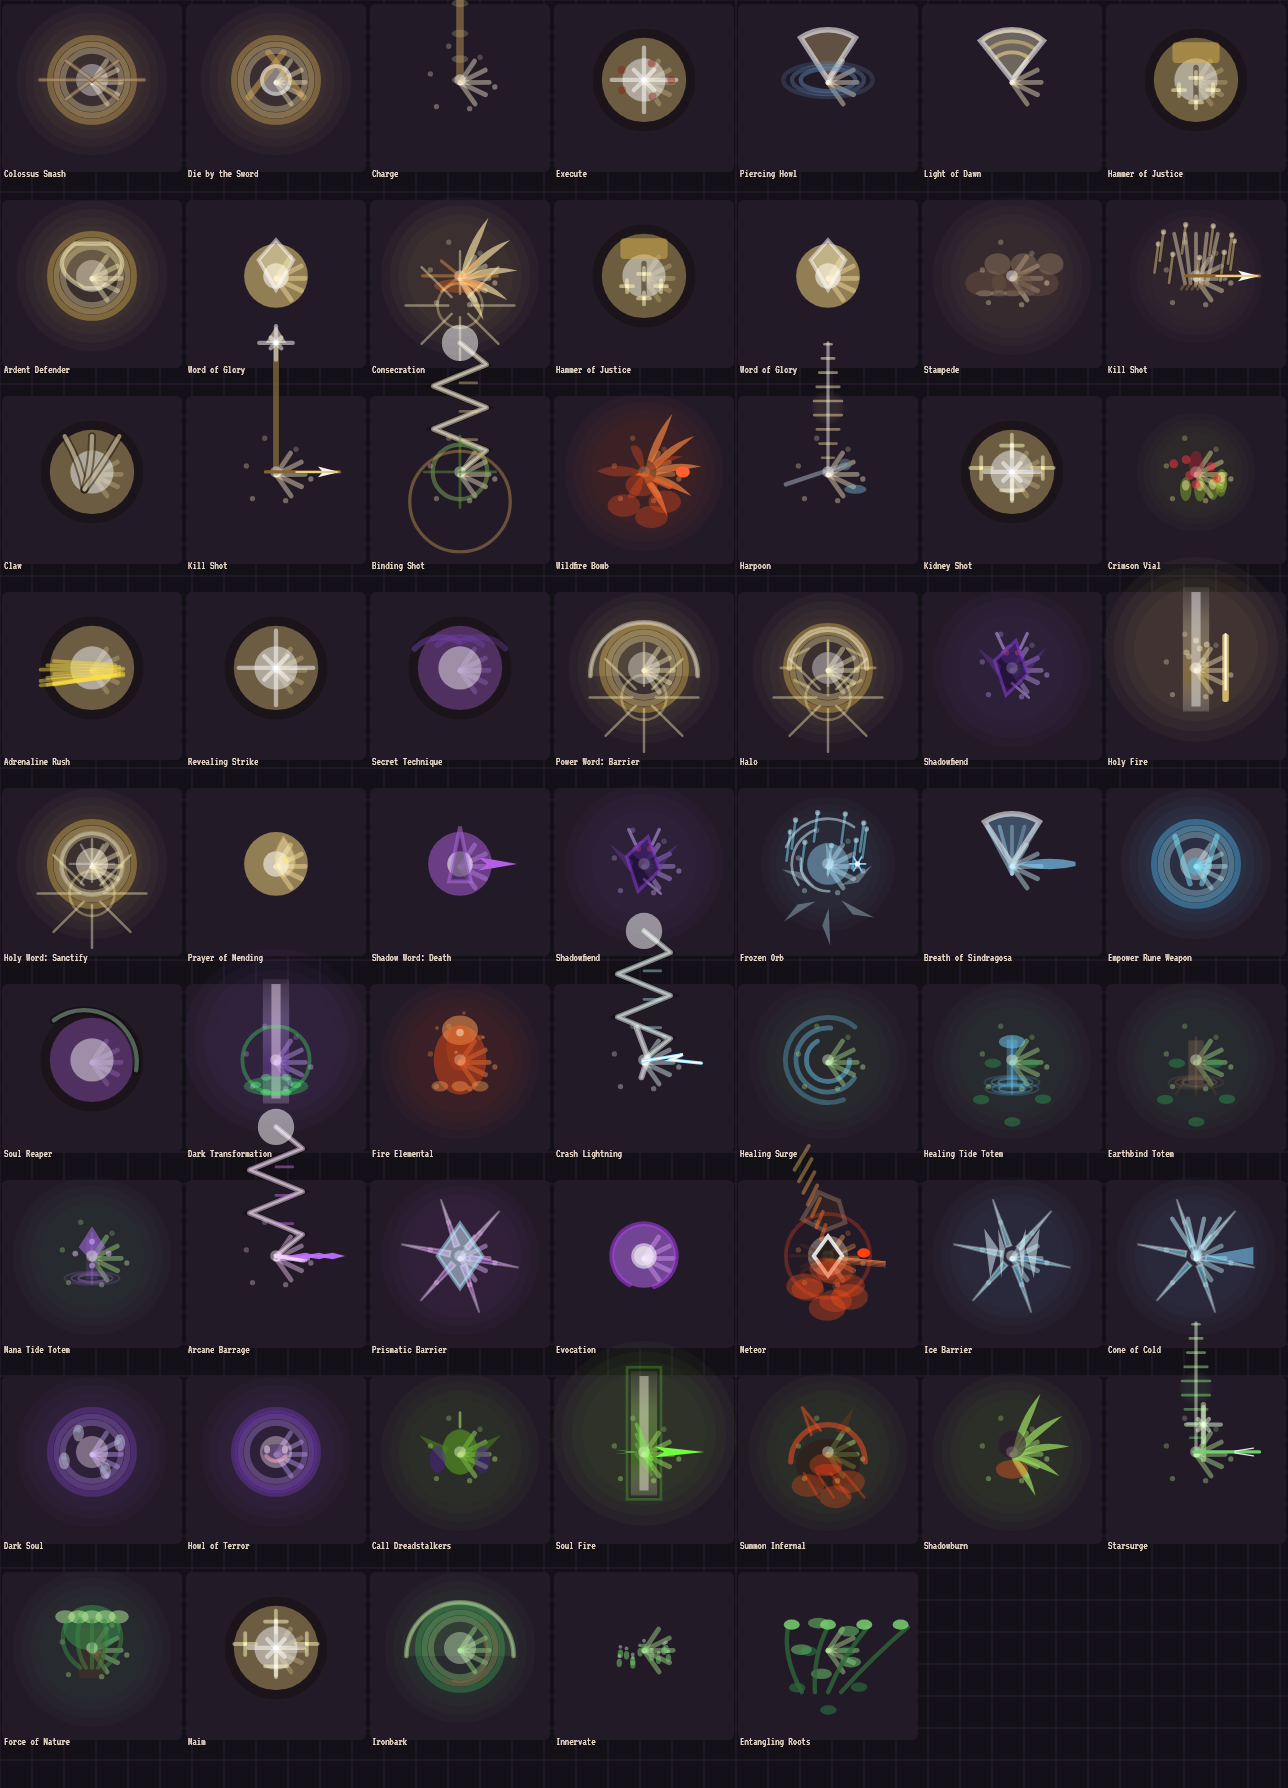 Colossus Smash
Die by the Sword
Charge
Execute
Piercing Howl
Light of Dawn
Hammer of Justice
Ardent Defender
Word of Glory
Consecration
Hammer of Justice
Word of Glory
Stampede
Kill Shot
Claw
Kill Shot
Binding Shot
Wildfire Bomb
Harpoon
Kidney Shot
Crimson Vial
Adrenaline Rush
Revealing Strike
Secret Technique
Power Word: Barrier
Halo
Shadowfiend
Holy Fire
Holy Word: Sanctify
Prayer of Mending
Shadow Word: Death
Shadowfiend
Frozen Orb
Breath of Sindragosa
Empower Rune Weapon
Soul Reaper
Dark Transformation
Fire Elemental
Crash Lightning
Healing Surge
Healing Tide Totem
Earthbind Totem
Mana Tide Totem
Arcane Barrage
Prismatic Barrier
Evocation
Meteor
Ice Barrier
Cone of Cold
Dark Soul
Howl of Terror
Call Dreadstalkers
Soul Fire
Summon Infernal
Shadowburn
Starsurge
Force of Nature
Maim
Ironbark
Innervate
Entangling Roots